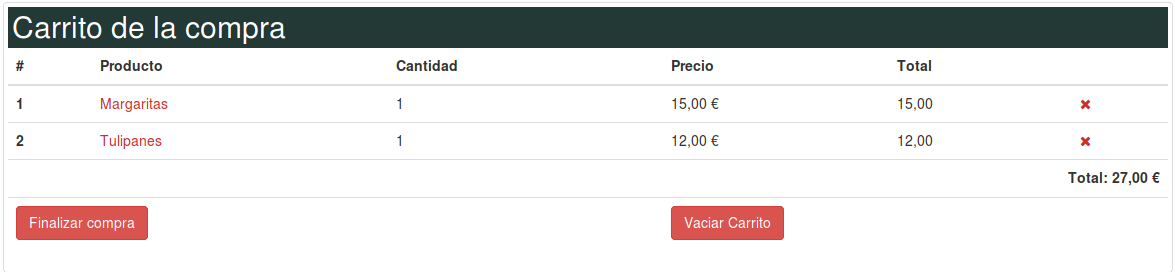 Carrito de la compra
# Producto Cantidad Precio Total
1 Margaritas 1 15,00 € 15,00 ✖
2 Tulipanes 1 12,00 € 12,00 ✖
Total: 27,00 €
Finalizar compra Vaciar Carrito